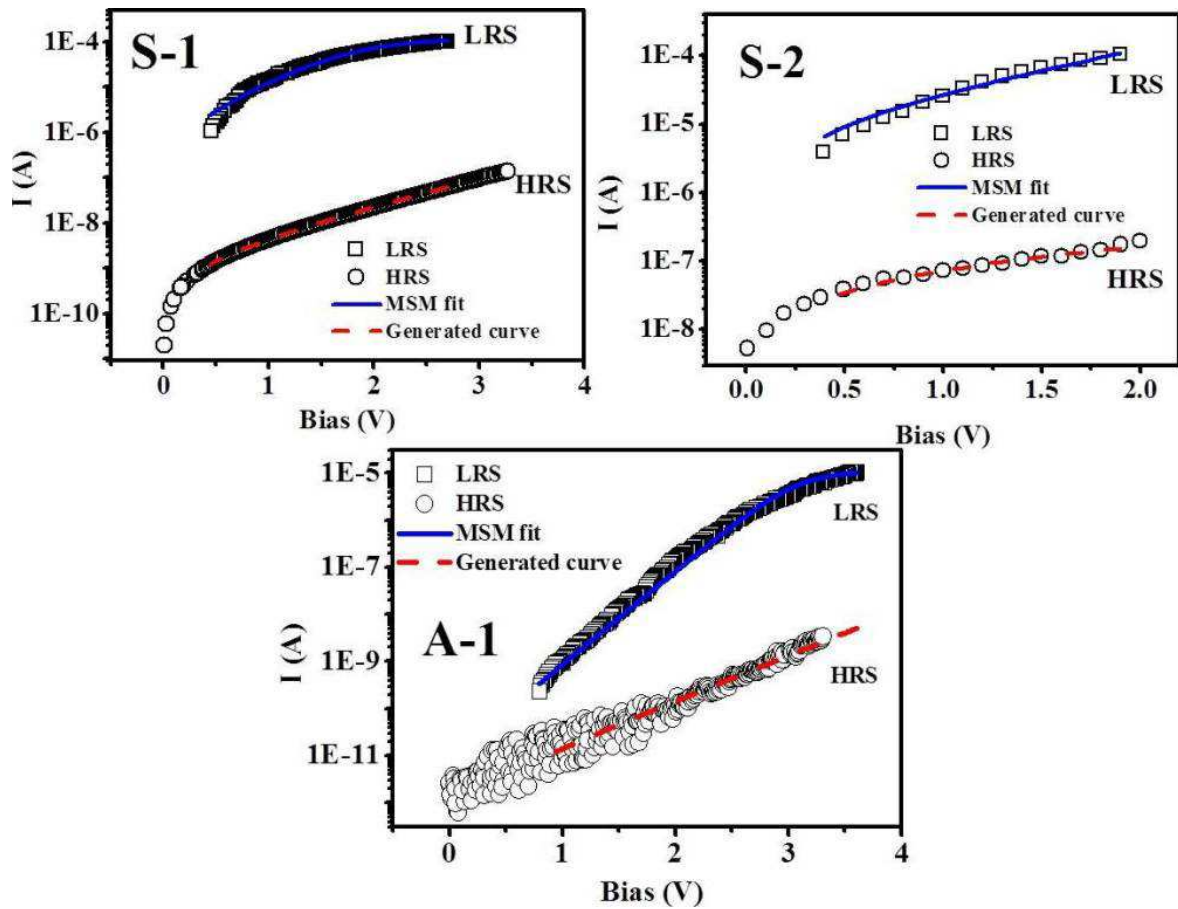 S-1
LRS
HRS
LRS
HRS
MSM fit
Generated curve
1E-4
1E-6
1E-8
1E-10
I (A)
0 1 2 3 4
Bias (V)
S-2
LRS
LRS
HRS
MSM fit
Generated curve
HRS
1E-4
1E-5
1E-6
1E-7
1E-8
I (A)
0.0 0.5 1.0 1.5 2.0
Bias (V)
LRS
HRS
MSM fit
Generated curve
LRS
A-1
HRS
1E-5
1E-7
1E-9
1E-11
I (A)
0 1 2 3 4
Bias (V)